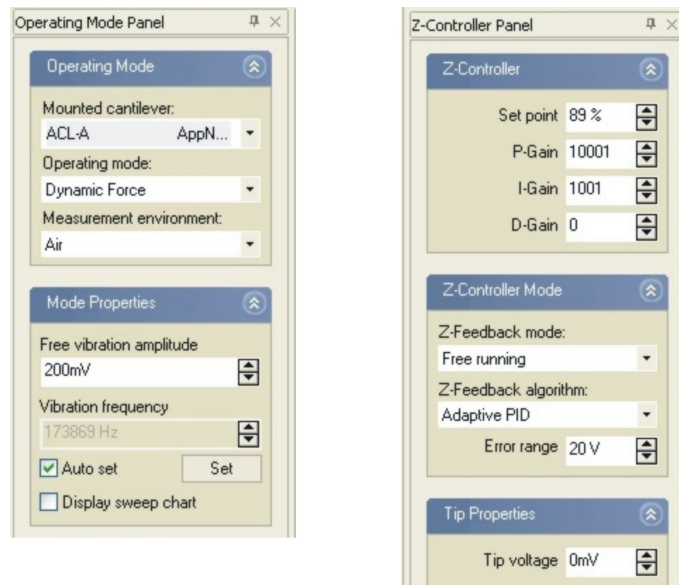 Operating Mode Panel
Operating Mode
Mounted cantilever:
ACL-A AppN...
Operating mode:
Dynamic Force
Measurement environment:
Air
Mode Properties
Free vibration amplitude
200mV
Vibration frequency
173869 Hz
Auto set Set
Display sweep chart
Z-Controller Panel
Z-Controller
Set point 89 %
P-Gain 10001
I-Gain 1001
D-Gain 0
Z-Controller Mode
Z-Feedback mode:
Free running
Z-Feedback algorithm:
Adaptive PID
Error range 20 V
Tip Properties
Tip voltage 0mV